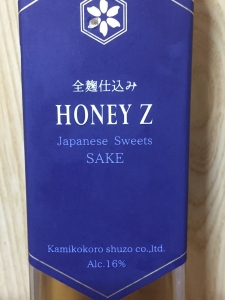 全麹仕込み
HONEY Z
Japanese Sweets
SAKE
Kamikokoro shuzo co.,ltd.
Alc.16%